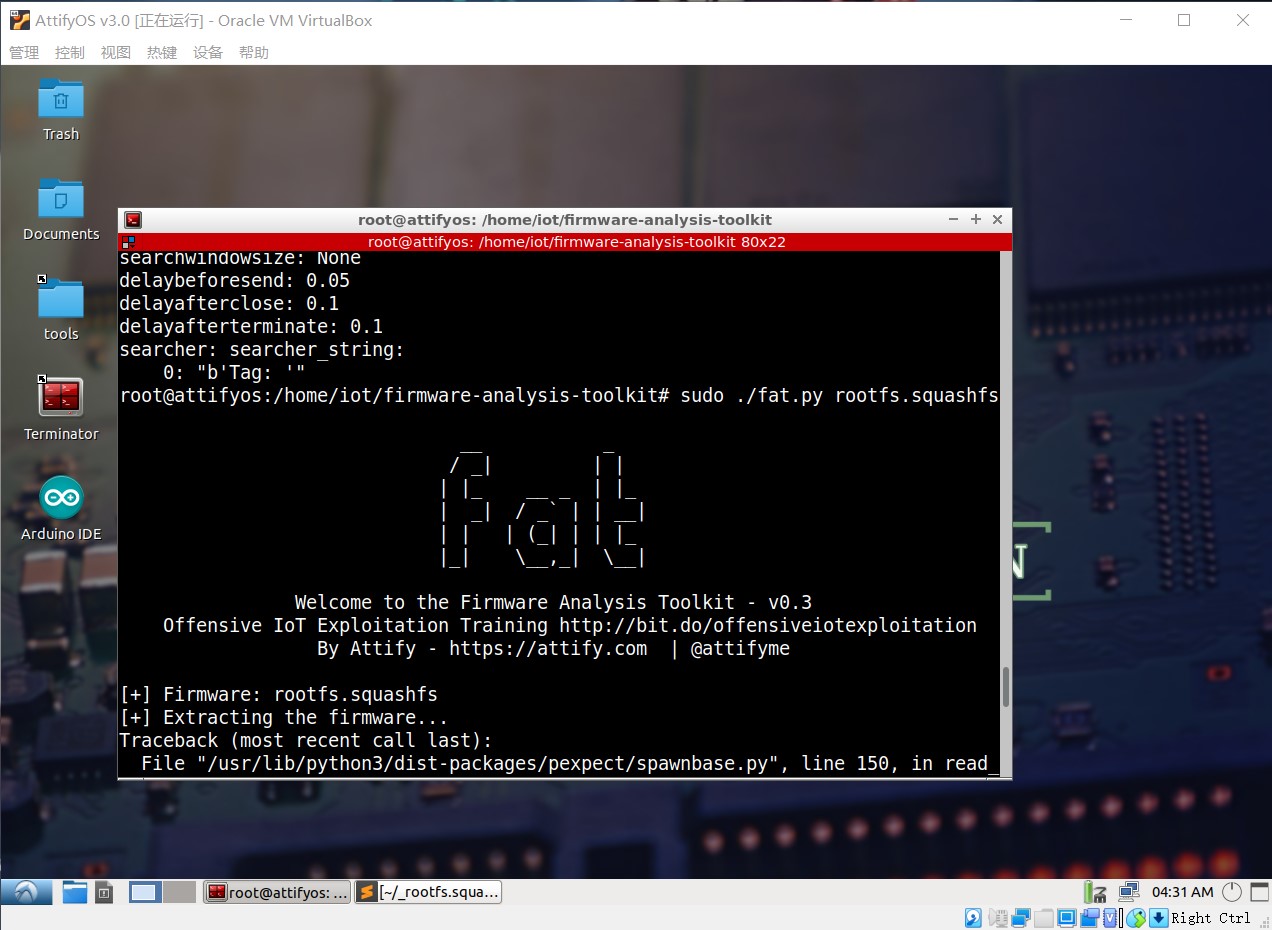 AttifyOS v3.0 [正在运行] - Oracle VM VirtualBox
管理 控制 视图 热键 设备 帮助
Trash
Documents
tools
Terminator
Arduino IDE
root@attifyos: /home/iot/firmware-analysis-toolkit
root@attifyos: /home/iot/firmware-analysis-toolkit 80x22
searchwindowsize: None
delaybeforesend: 0.05
delayafterclose: 0.1
delayafterterminate: 0.1
searcher: searcher_string:
    0: "b'Tag: '"
root@attifyos:/home/iot/firmware-analysis-toolkit# sudo ./fat.py rootfs.squashfs
fat
Welcome to the Firmware Analysis Toolkit - v0.3
Offensive IoT Exploitation Training http://bit.do/offensiveiotexploitation
By Attify - https://attify.com  | @attifyme
[+] Firmware: rootfs.squashfs
[+] Extracting the firmware...
Traceback (most recent call last):
  File "/usr/lib/python3/dist-packages/pexpect/spawnbase.py", line 150, in read_
N
root@attifyos: ...
[~/_rootfs.squa...
04:31 AM
Right Ctrl